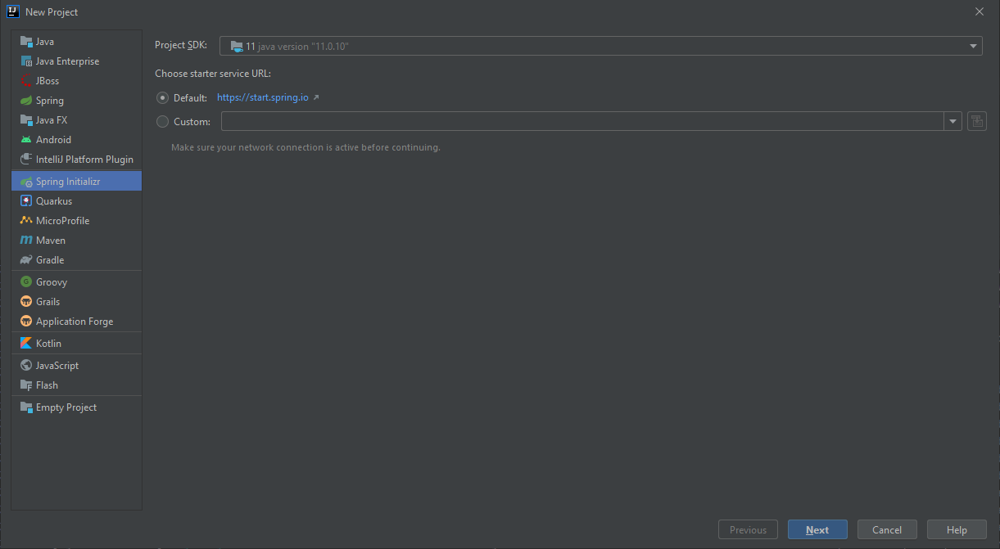 New Project
Java
Java Enterprise
JBoss
Spring
Java FX
Android
IntelliJ Platform Plugin
Spring Initializr
Quarkus
MicroProfile
Maven
Gradle
Groovy
Grails
Application Forge
Kotlin
JavaScript
Flash
Empty Project
Project SDK: 11 java version "11.0.10"
Choose starter service URL:
Default: https://start.spring.io
Custom:
Make sure your network connection is active before continuing.
Previous Next Cancel Help